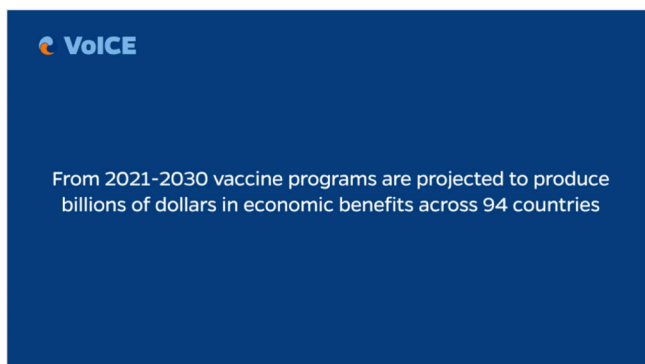 VoICE
From 2021-2030 vaccine programs are projected to produce
billions of dollars in economic benefits across 94 countries